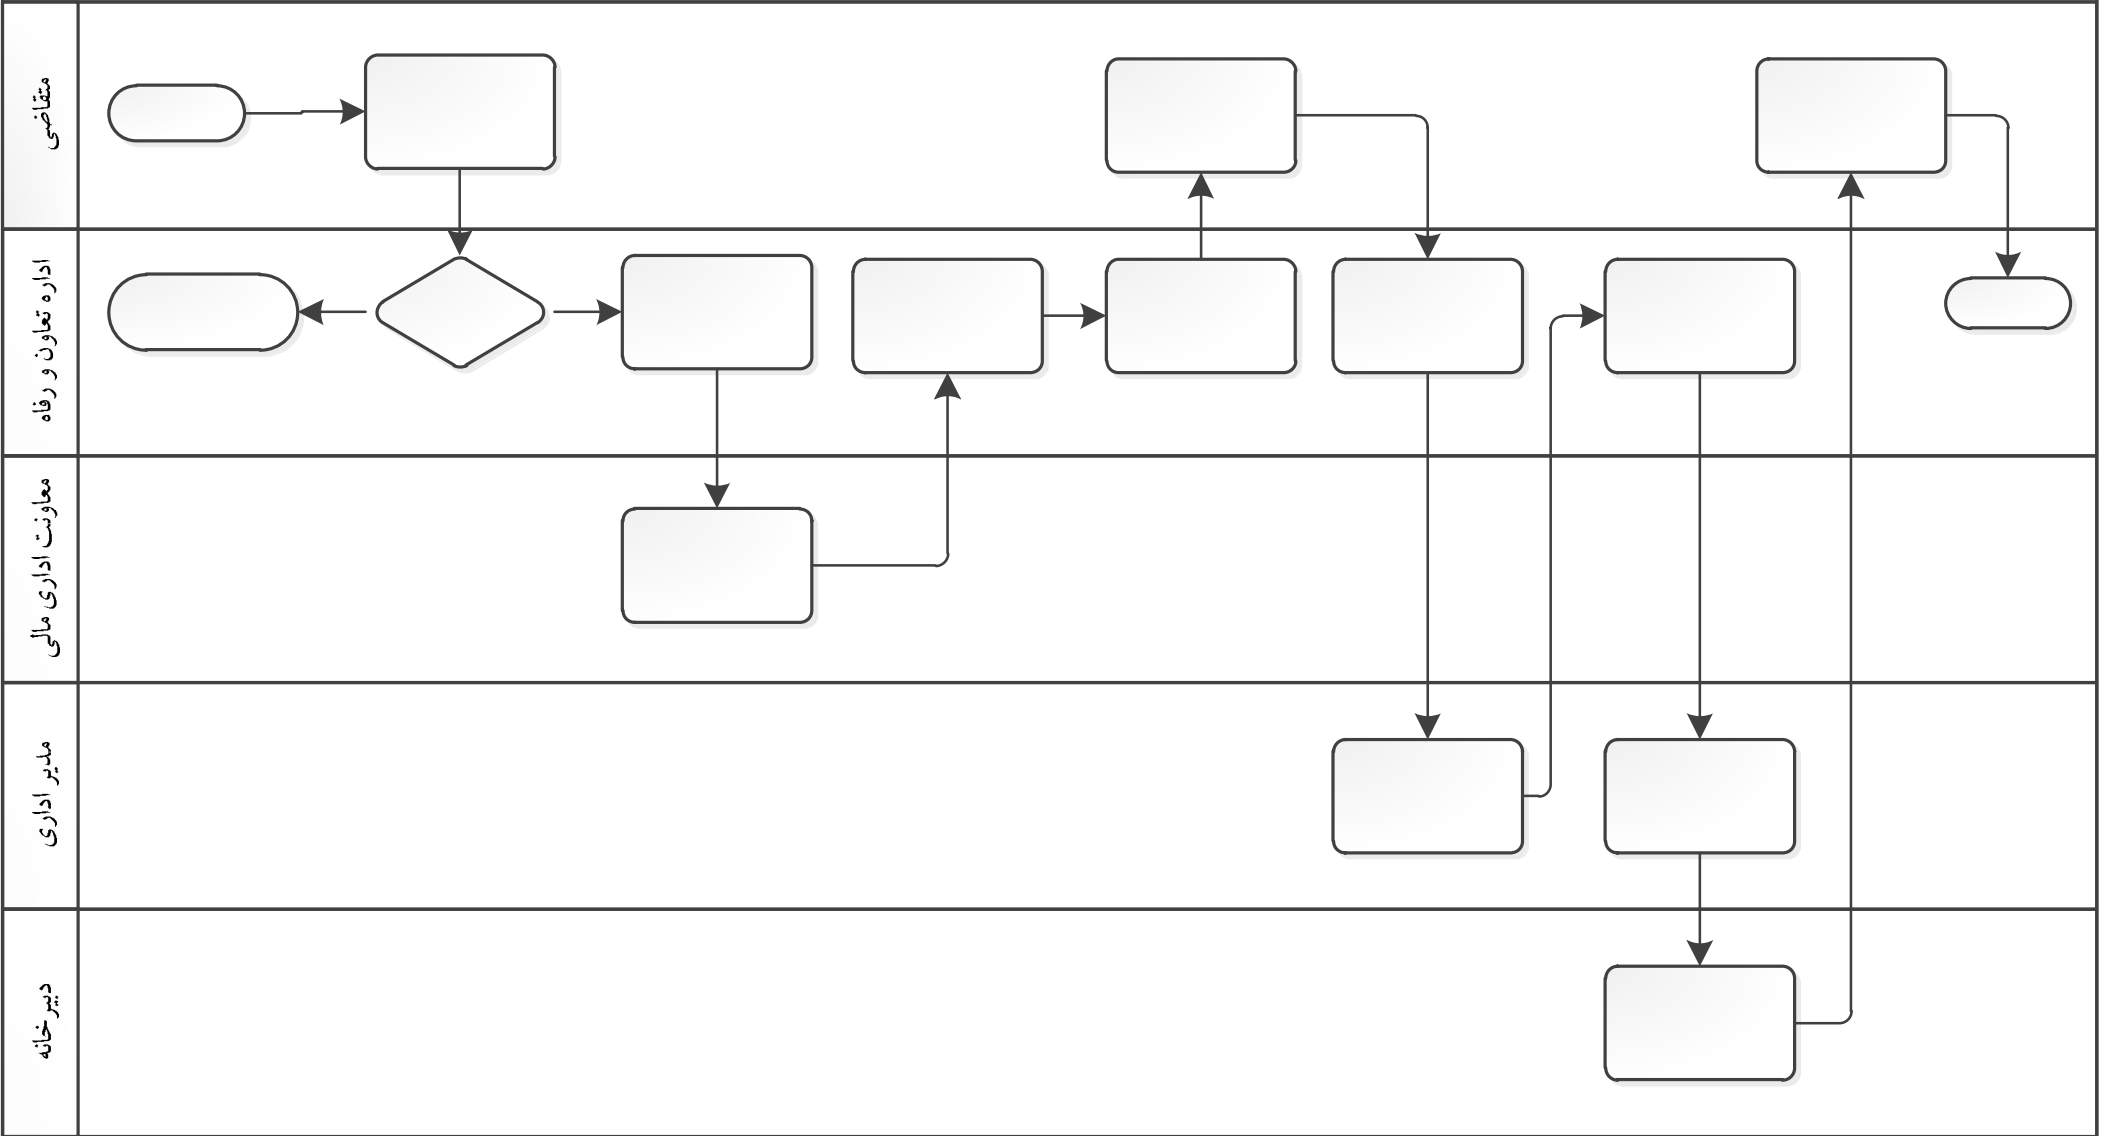 متقاضی
اداره تعاون و رفاه
معاونت اداری مالی
مدیر اداری
دبیرخانه